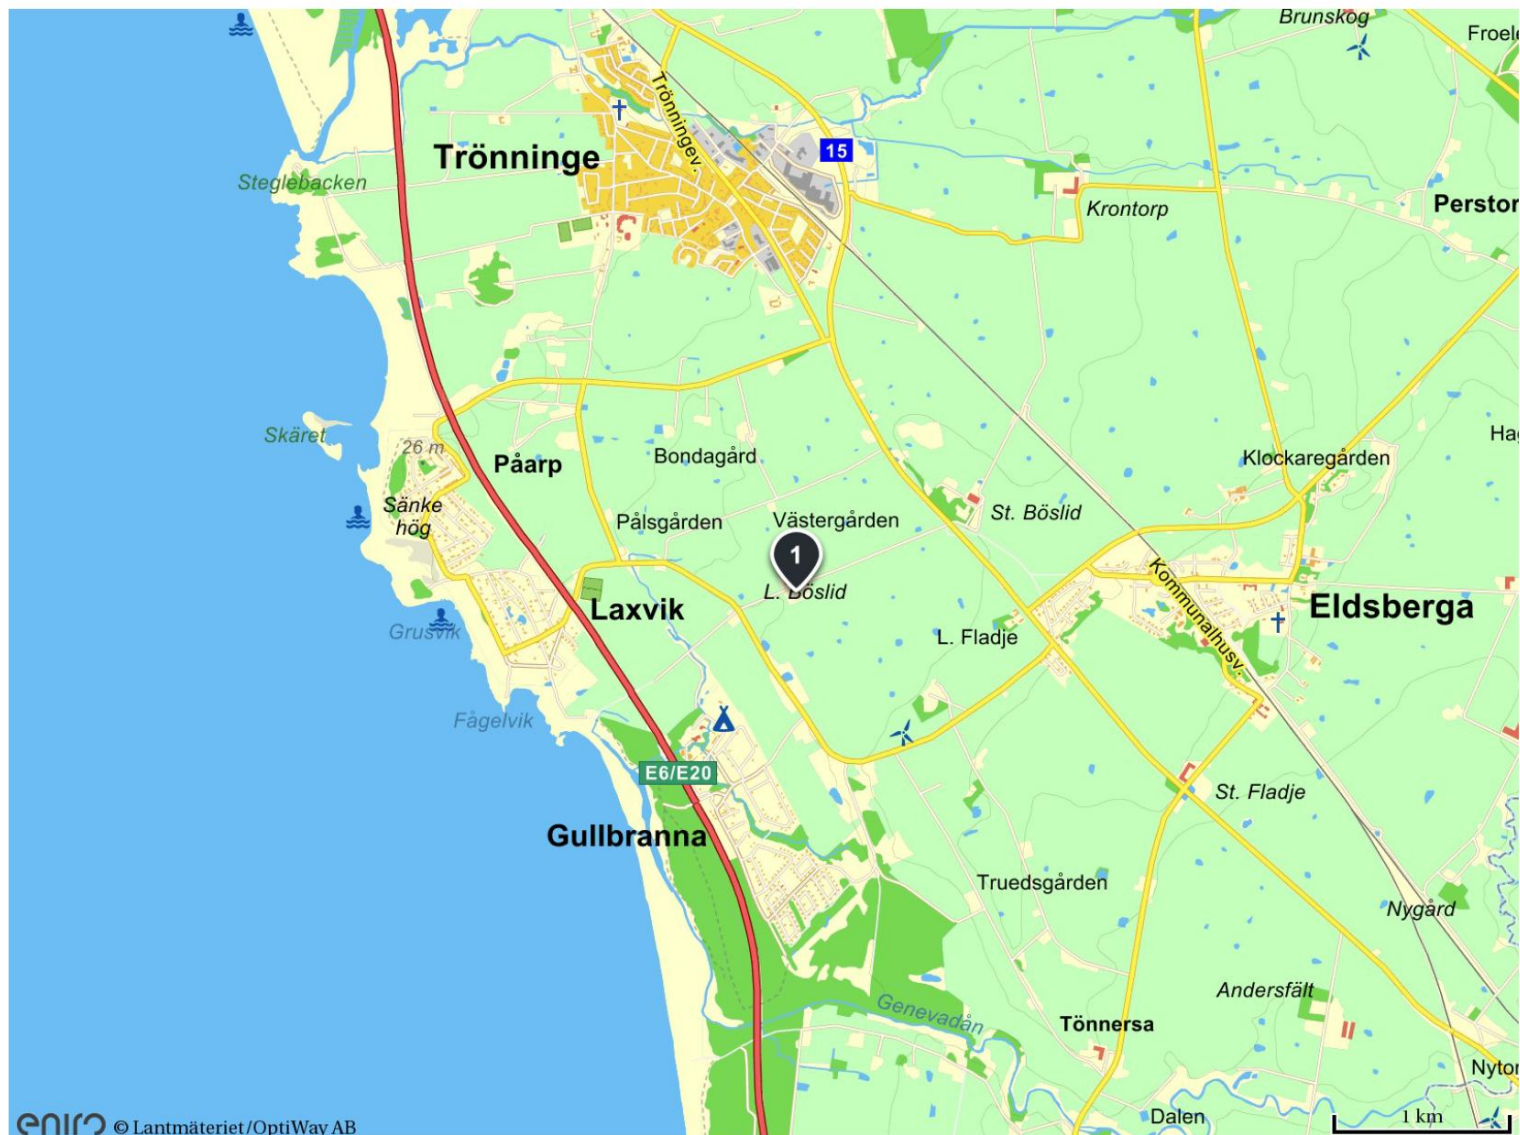 Brunskog
Froele
Trönningev.
15
Trönninge
Steglebacken
Krontorp
Perstor
Skäret
26 m
Påarp
Bondagård
Klockaregården
Hag
Sänke
hög
Pålsgården
Västergården
St. Böslid
1
L. Böslid
Kommunalhusv.
Laxvik
Eldsberga
Grusvik
L. Fladje
Fågelvik
E6/E20
St. Fladje
Gullbranna
Truedsgården
Nygård
Andersfält
Genevadån
Tönnersa
Nytor
Dalen
1 km
eniro © Lantmäteriet/OptiWay AB